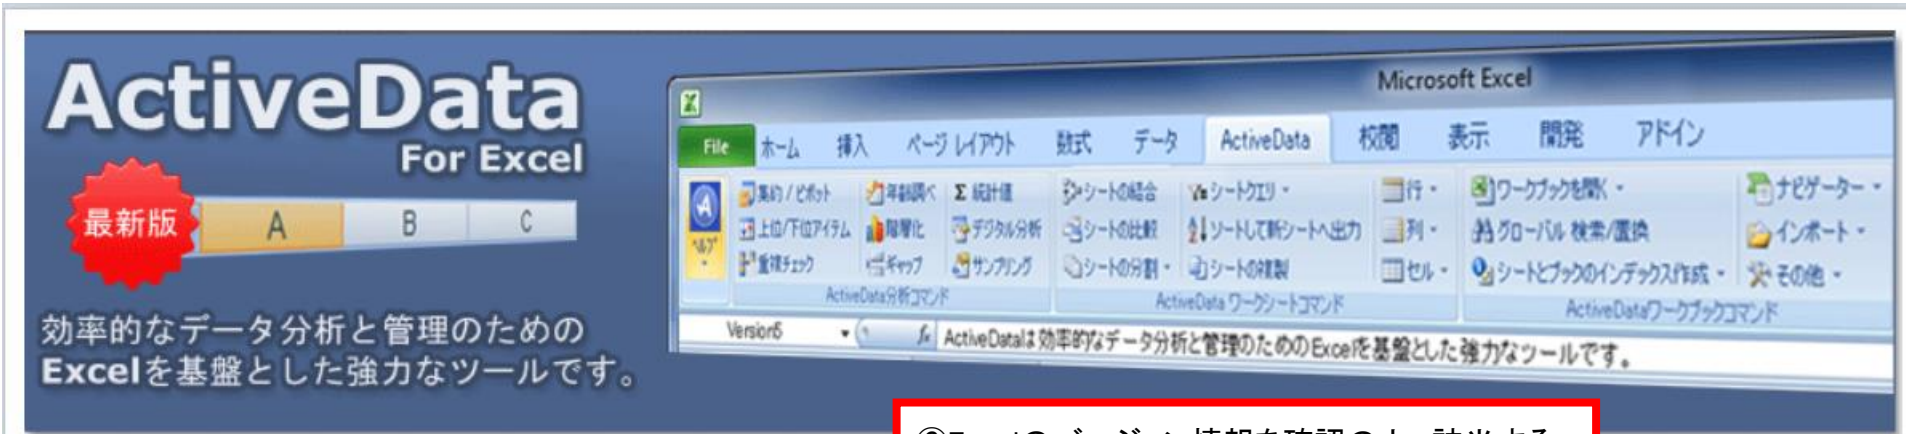 ActiveData
For Excel
最新版
A B C
効率的なデータ分析と管理のための
Excelを基盤とした強力なツールです。
Microsoft Excel
File ホーム 挿入 ページ レイアウト 数式 データ ActiveData 校閲 表示 開発 アドイン
集約 / ピボット 年齢調べ Σ 統計値 シートの結合 シートクエリ 行 ワークブックを開く ナビゲーター
ヘルプ 上位/下位アイテム 階層化 デジタル分析 シートの比較 ソートして新シートへ出力 列 グローバル 検索/置換 インポート
重複チェック ギャップ サンプリング シートの分割 シートの複製 セル シートとブックのインデックス作成 その他
ActiveData分析コマンド ActiveData ワークシートコマンド ActiveDataワークブックコマンド
Version5 fx ActiveDataは効率的なデータ分析と管理のためのExcelを基盤とした強力なツールです。